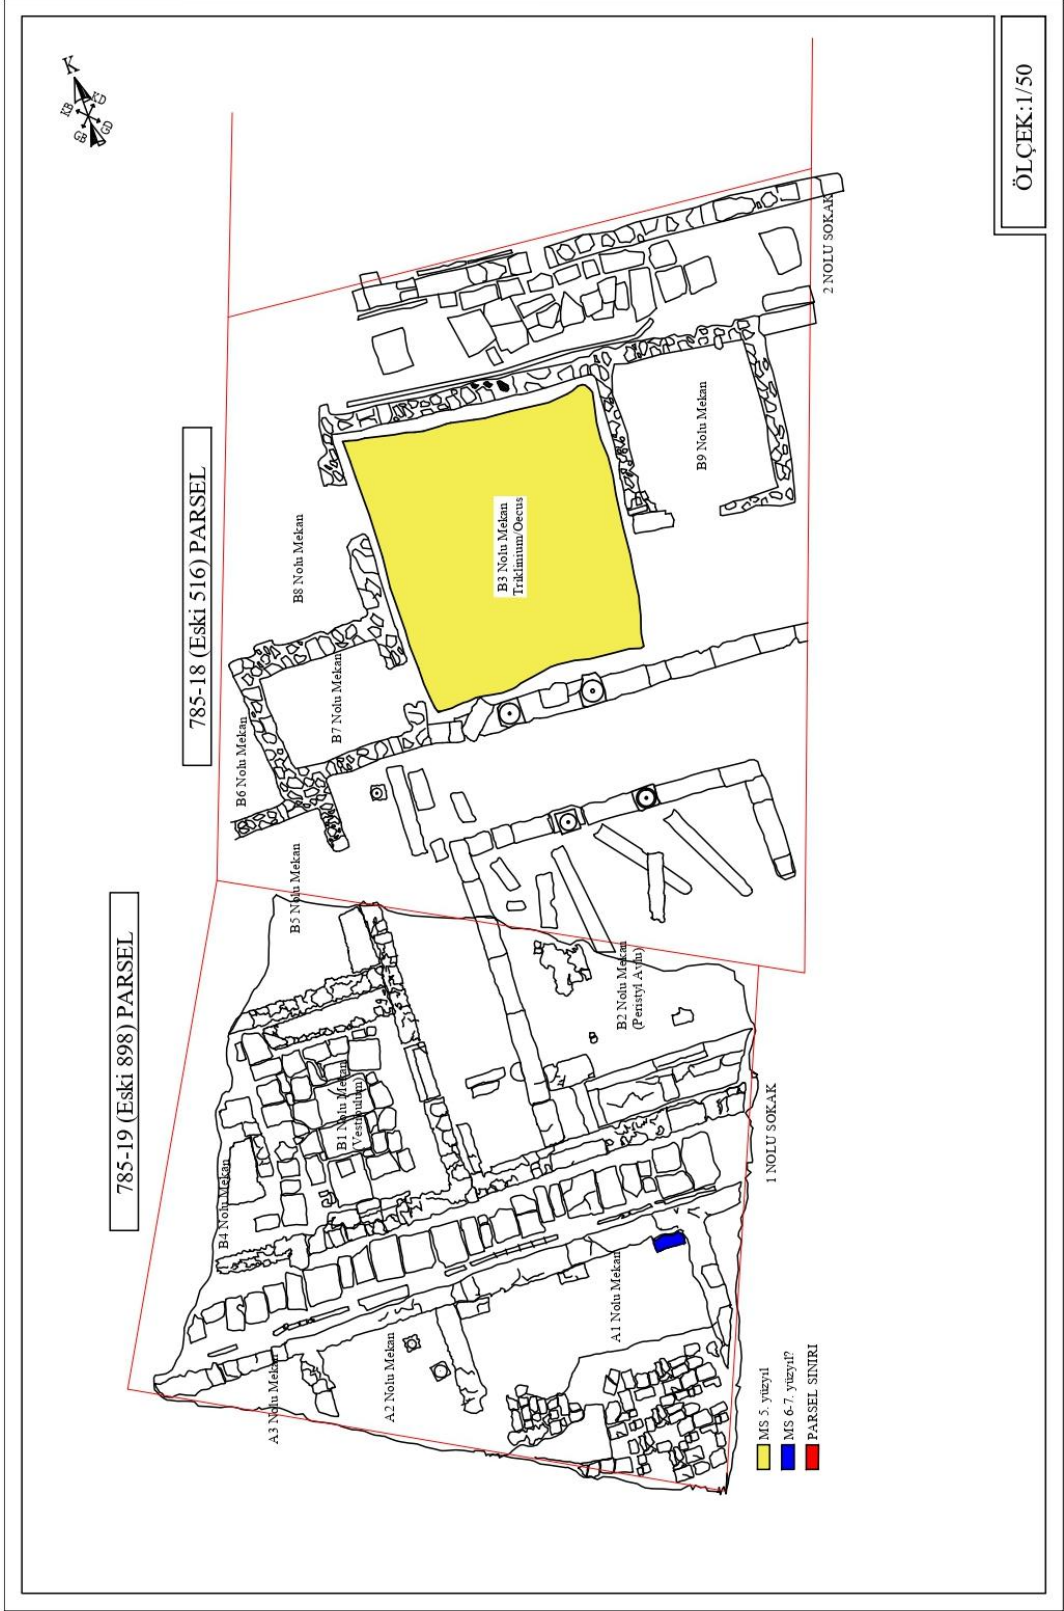 K
KB
KD
GB
GD
785-19 (Eski 898) PARSEL
785-18 (Eski 516) PARSEL
A3 Nolu Mekan
B4 Nolu Mekan
B5 Nolu Mekan
B6 Nolu Mekan
B8 Nolu Mekan
B7 Nolu Mekan
B1 Nolu Mekan
(Vestibulum)
A2 Nolu Mekan
B3 Nolu Mekan
Triklinium/Oecus
A1 Nolu Mekan
B2 Nolu Mekan
(Peristyl Avlu)
B9 Nolu Mekan
1 NOLU SOKAK
2 NOLU SOKAK
MS 5. yüzyıl
MS 6-7. yüzyıl?
PARSEL SINIRI
ÖLÇEK:1/50